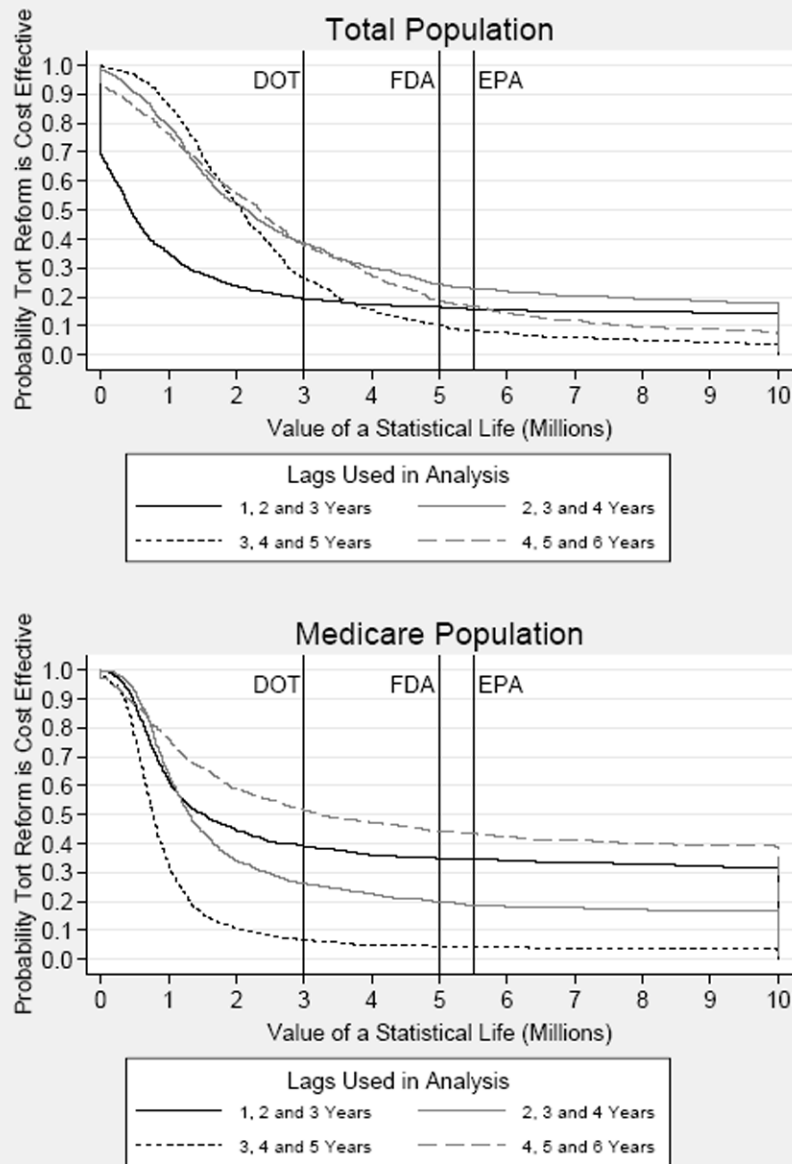 Total Population
Probability Tort Reform is Cost Effective
1.0
0.9
0.8
0.7
0.6
0.5
0.4
0.3
0.2
0.1
0.0
DOT
FDA
EPA
0 1 2 3 4 5 6 7 8 9 10
Value of a Statistical Life (Millions)
Lags Used in Analysis
1, 2 and 3 Years
2, 3 and 4 Years
3, 4 and 5 Years
4, 5 and 6 Years
Medicare Population
Probability Tort Reform is Cost Effective
1.0
0.9
0.8
0.7
0.6
0.5
0.4
0.3
0.2
0.1
0.0
DOT
FDA
EPA
0 1 2 3 4 5 6 7 8 9 10
Value of a Statistical Life (Millions)
Lags Used in Analysis
1, 2 and 3 Years
2, 3 and 4 Years
3, 4 and 5 Years
4, 5 and 6 Years